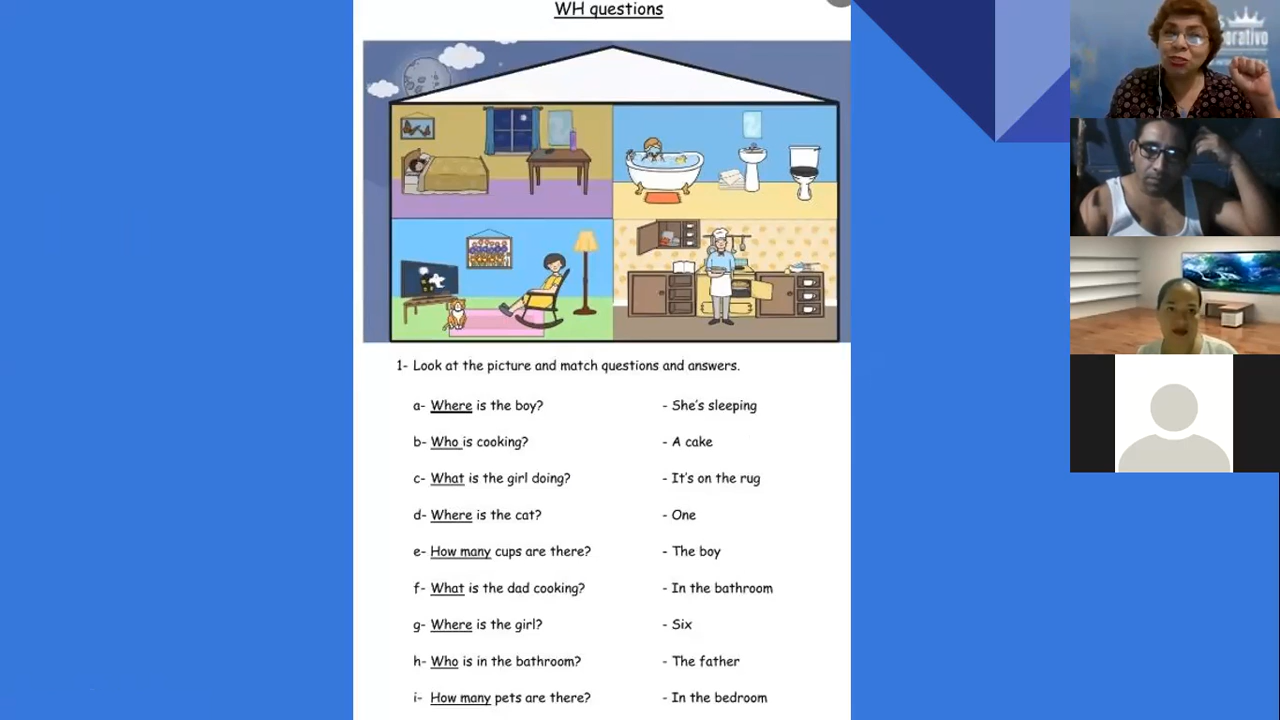 WH questions
erativo
1- Look at the picture and match questions and answers.
a- Where is the boy? - She's sleeping
b- Who is cooking? - A cake
c- What is the girl doing? - It's on the rug
d- Where is the cat? - One
e- How many cups are there? - The boy
f- What is the dad cooking? - In the bathroom
g- Where is the girl? - Six
h- Who is in the bathroom? - The father
i- How many pets are there? - In the bedroom